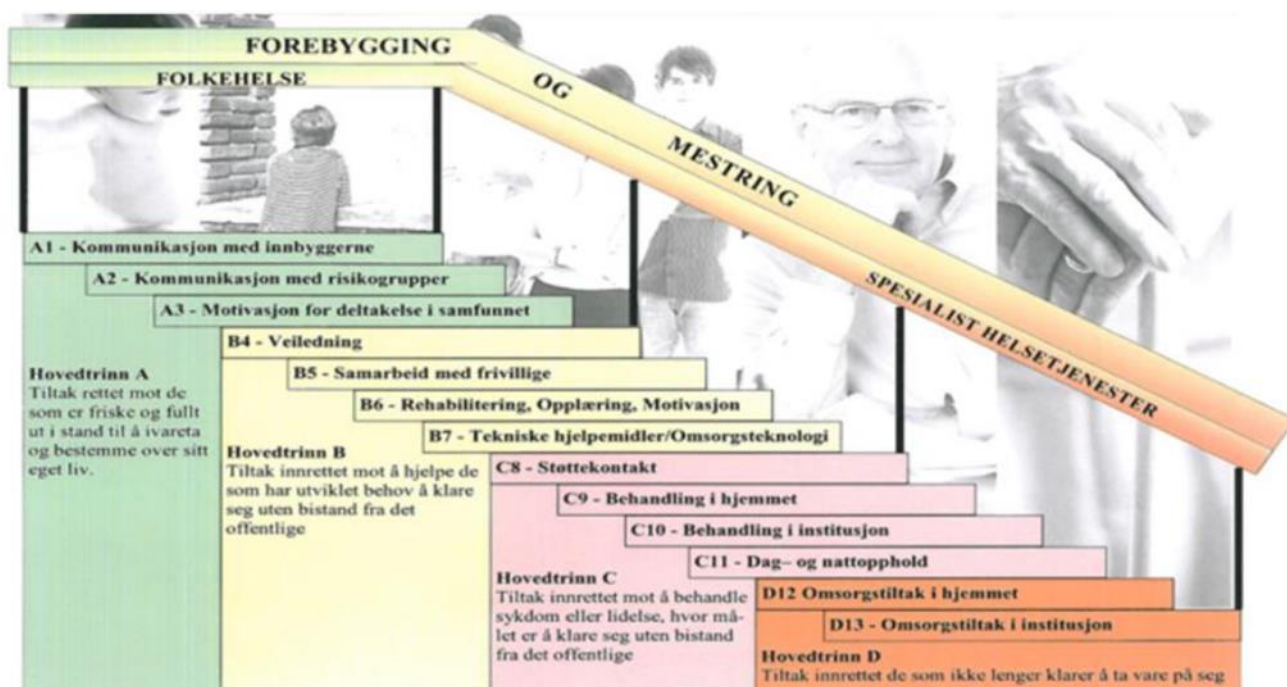 FOREBYGGING
OG
MESTRING
FOLKEHELSE
SPESIALIST HELSETJENESTER
A1 - Kommunikasjon med innbyggerne
A2 - Kommunikasjon med risikogrupper
A3 - Motivasjon for deltakelse i samfunnet
B4 - Veiledning
B5 - Samarbeid med frivillige
B6 - Rehabilitering, Opplæring, Motivasjon
B7 - Tekniske hjelpemidler/Omsorgsteknologi
C8 - Støttekontakt
C9 - Behandling i hjemmet
C10 - Behandling i institusjon
C11 - Dag– og nattopphold
D12 Omsorgstiltak i hjemmet
D13 - Omsorgstiltak i institusjon
Hovedtrinn A
Tiltak rettet mot de
som er friske og fullt
ut i stand til å ivareta
og bestemme over sitt
eget liv.
Hovedtrinn B
Tiltak innrettet mot å hjelpe de
som har utviklet behov å klare
seg uten bistand fra det
offentlige
Hovedtrinn C
Tiltak innrettet mot å behandle
sykdom eller lidelse, hvor må-
let er å klare seg uten bistand
fra det offentlige
Hovedtrinn D
Tiltak innrettet de som ikke lenger klarer å ta vare på seg